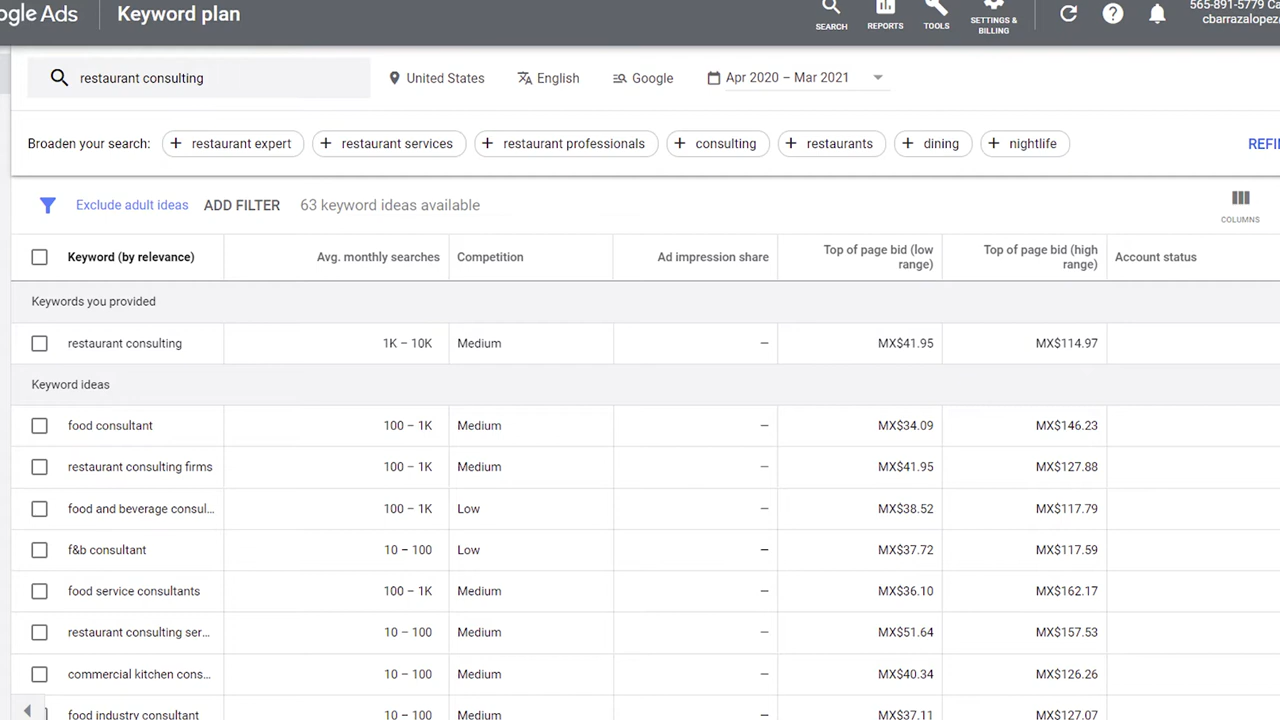 ogle Ads Keyword plan
SEARCH REPORTS TOOLS SETTINGS & BILLING
565-891-5779 Ca
cbarrazalopez
restaurant consulting United States English Google Apr 2020 – Mar 2021
Broaden your search: + restaurant expert + restaurant services + restaurant professionals + consulting + restaurants + dining + nightlife REFI
Exclude adult ideas ADD FILTER 63 keyword ideas available
COLUMNS
Keyword (by relevance) Avg. monthly searches Competition Ad impression share Top of page bid (low range) Top of page bid (high range) Account status
Keywords you provided
restaurant consulting 1K – 10K Medium – MX$41.95 MX$114.97
Keyword ideas
food consultant 100 – 1K Medium – MX$34.09 MX$146.23
restaurant consulting firms 100 – 1K Medium – MX$41.95 MX$127.88
food and beverage consul... 100 – 1K Low – MX$38.52 MX$117.79
f&b consultant 10 – 100 Low – MX$37.72 MX$117.59
food service consultants 100 – 1K Medium – MX$36.10 MX$162.17
restaurant consulting ser... 10 – 100 Medium – MX$51.64 MX$157.53
commercial kitchen cons... 10 – 100 Medium – MX$40.34 MX$126.26
food industry consultant 10 – 100 Medium – MX$37.11 MX$127.07